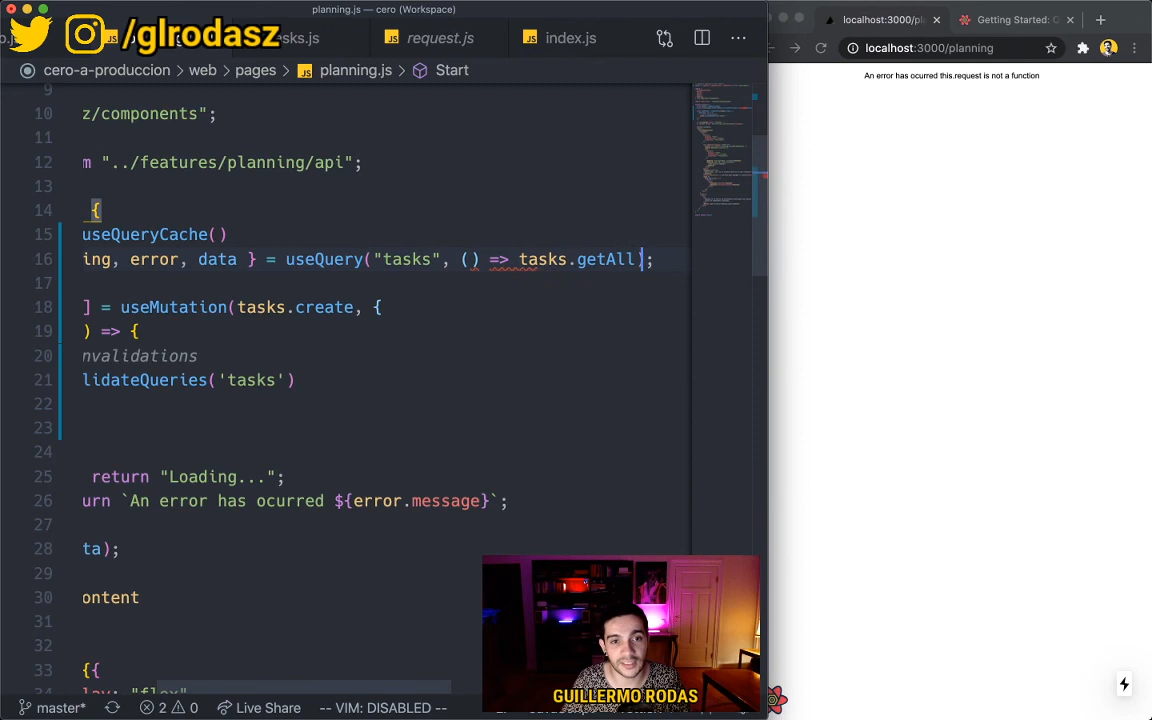 planning.js — cero (Workspace)
/glrodasz
sks.js
request.js
index.js
cero-a-produccion > web > pages > planning.js > Start
9
10 z/components";
11
12 m "../features/planning/api";
13
14 {
15 useQueryCache()
16 ing, error, data } = useQuery("tasks", () => tasks.getAll);
17
18 ] = useMutation(tasks.create, {
19 ) => {
20 nvalidations
21 lidateQueries('tasks')
22
23
24
25 return "Loading...";
26 urn `An error has ocurred ${error.message}`;
27
28 ta);
29
30 ontent
31
32
33 {{
34 lay: "flex"
master* 2 0 Live Share -- VIM: DISABLED --
GUILLERMO RODAS
localhost:3000/pl
Getting Started: G
localhost:3000/planning
An error has ocurred this.request is not a function